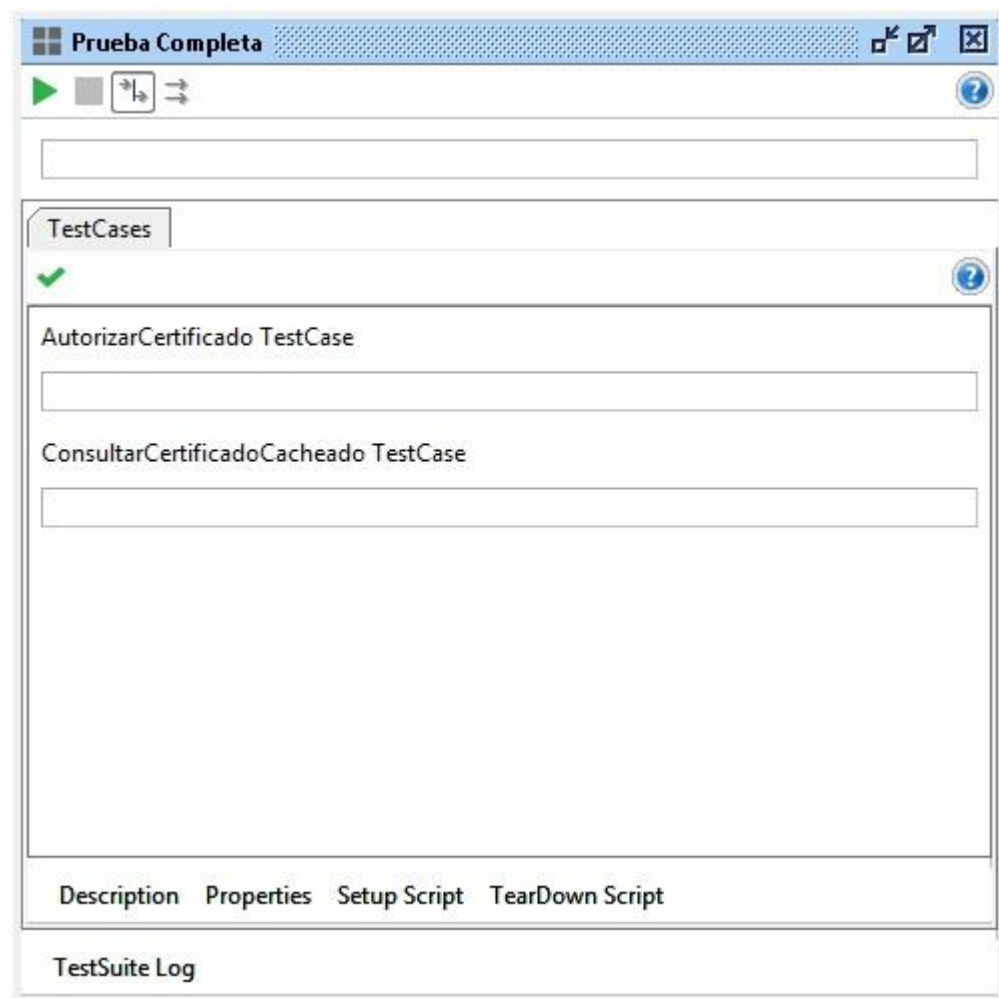 Prueba Completa
TestCases
AutorizarCertificado TestCase
ConsultarCertificadoCacheado TestCase
Description Properties Setup Script TearDown Script
TestSuite Log